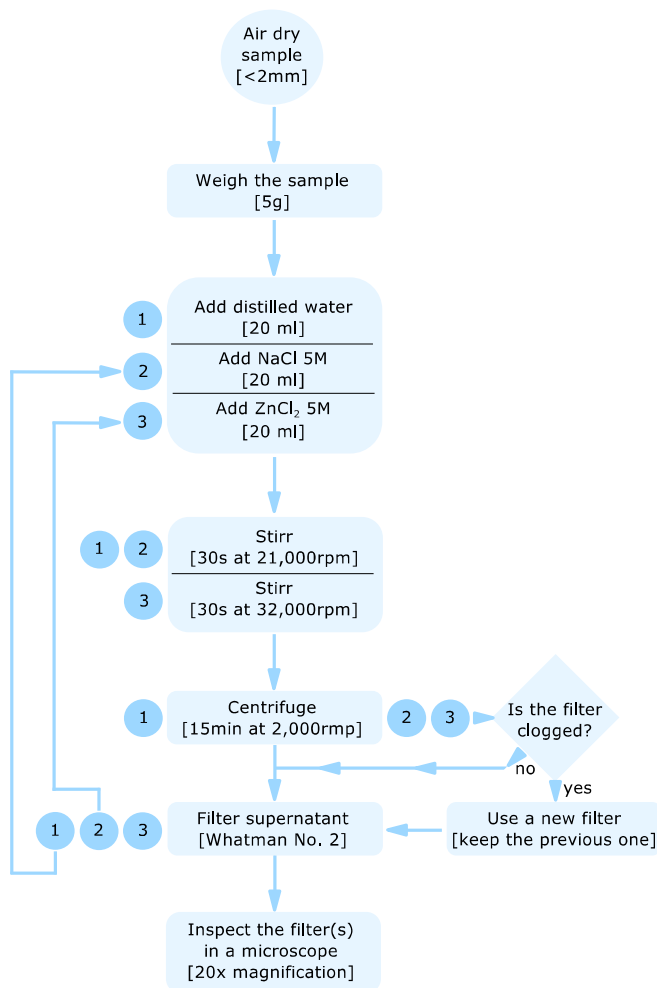 Air dry
sample
[<2mm]
Weigh the sample
[5g]
1
Add distilled water
[20 ml]
2
Add NaCl 5M
[20 ml]
3
Add ZnCl₂ 5M
[20 ml]
1 2
Stirr
[30s at 21,000rpm]
3
Stirr
[30s at 32,000rpm]
1
Centrifuge
[15min at 2,000rmp]
2 3
Is the filter
clogged?
no
yes
1 2 3
Filter supernatant
[Whatman No. 2]
Use a new filter
[keep the previous one]
Inspect the filter(s)
in a microscope
[20x magnification]